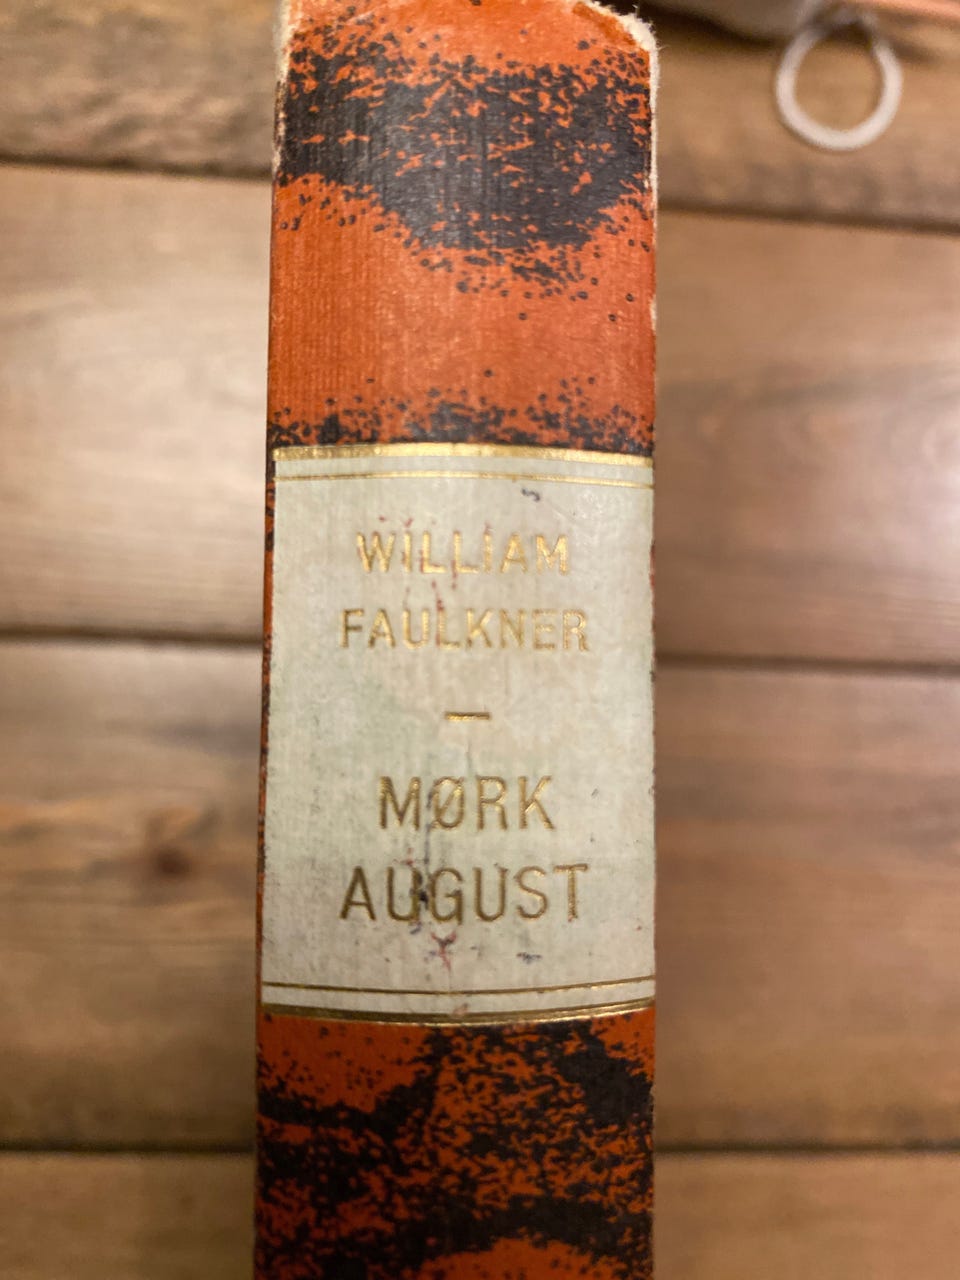 WILLIAM
FAULKNER
—
MØRK
AUGUST